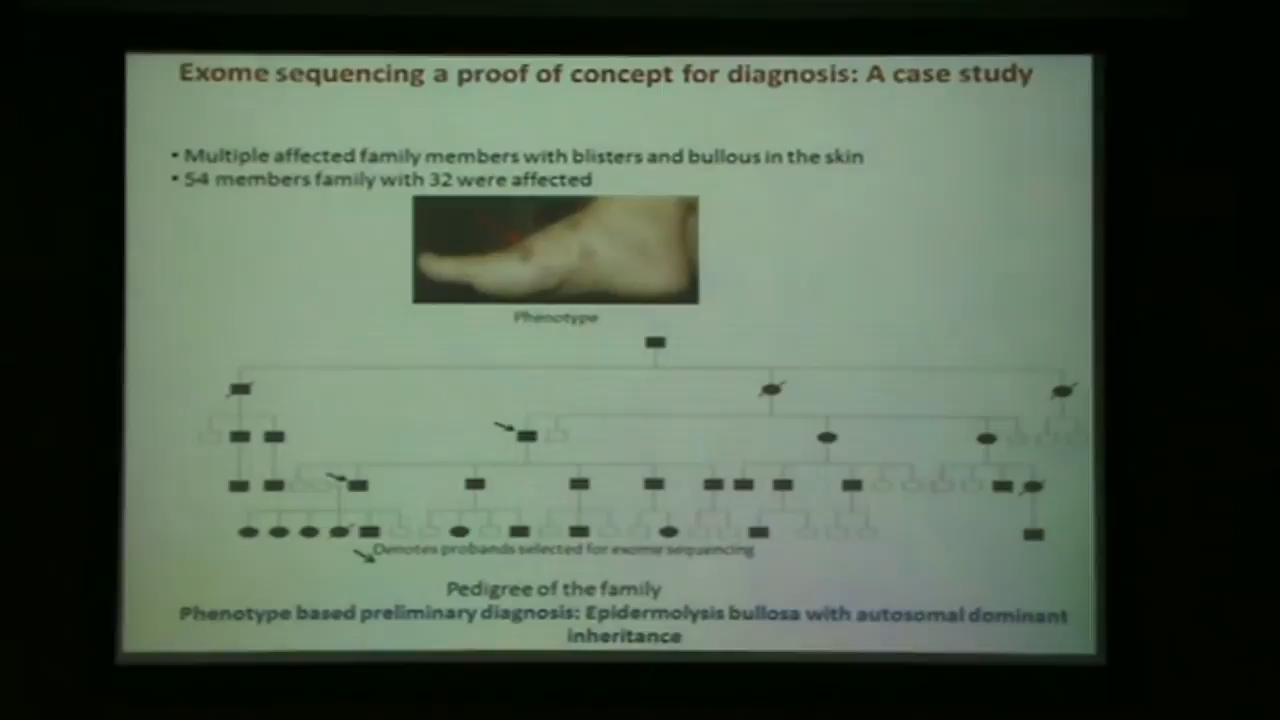 Exome sequencing a proof of concept for diagnosis: A case study
• Multiple affected family members with blisters and bullous in the skin
• 54 members family with 32 were affected
Phenotype
Denotes probands selected for exome sequencing
Pedigree of the family
Phenotype based preliminary diagnosis: Epidermolysis bullosa with autosomal dominant
inheritance